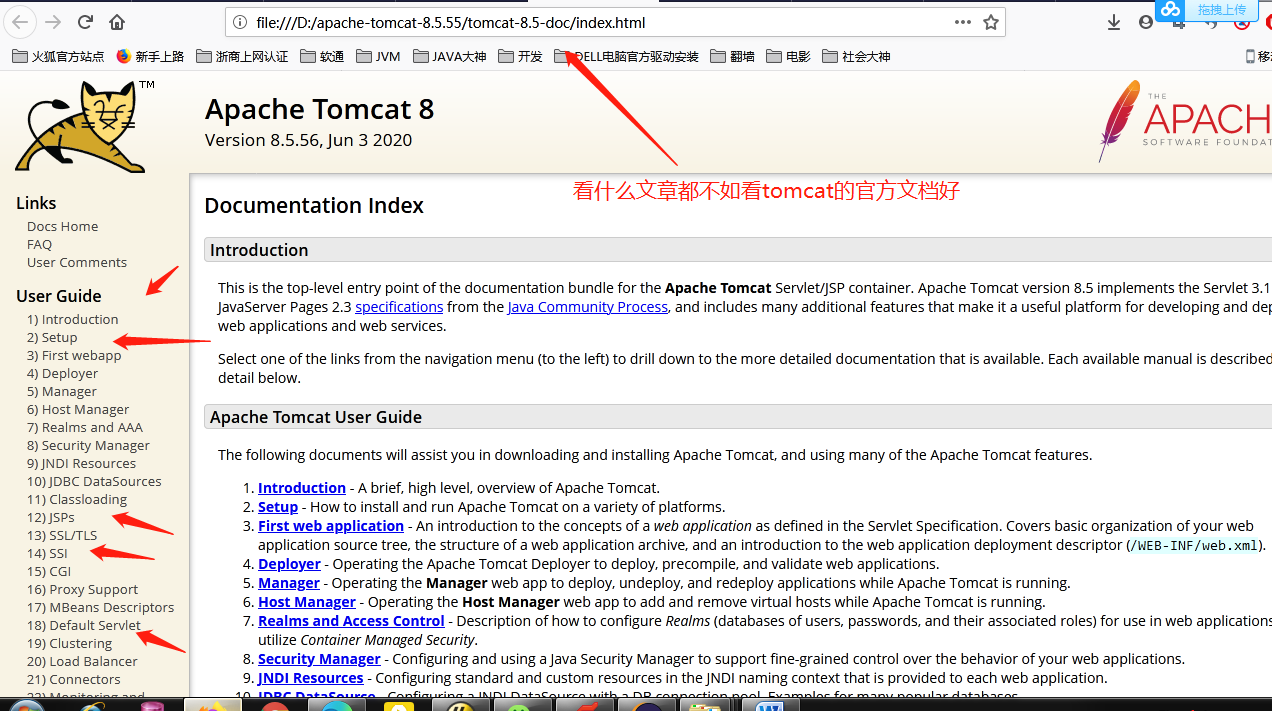 file:///D:/apache-tomcat-8.5.55/tomcat-8.5-doc/index.html
拖拽上传
火狐官方站点 新手上路 浙商上网认证 软通 JVM JAVA大神 开发 DELL电脑官方驱动安装 翻墙 电影 社会大神
TM
Apache Tomcat 8
Version 8.5.56, Jun 3 2020
THE
APACH
SOFTWARE FOUNDAT
看什么文章都不如看tomcat的官方文档好
Links
Docs Home
FAQ
User Comments
User Guide
1) Introduction
2) Setup
3) First webapp
4) Deployer
5) Manager
6) Host Manager
7) Realms and AAA
8) Security Manager
9) JNDI Resources
10) JDBC DataSources
11) Classloading
12) JSPs
13) SSL/TLS
14) SSI
15) CGI
16) Proxy Support
17) MBeans Descriptors
18) Default Servlet
19) Clustering
20) Load Balancer
21) Connectors
22) Monitoring and
Documentation Index
Introduction
This is the top-level entry point of the documentation bundle for the Apache Tomcat Servlet/JSP container. Apache Tomcat version 8.5 implements the Servlet 3.1
JavaServer Pages 2.3 specifications from the Java Community Process, and includes many additional features that make it a useful platform for developing and dep
web applications and web services.
Select one of the links from the navigation menu (to the left) to drill down to the more detailed documentation that is available. Each available manual is described
detail below.
Apache Tomcat User Guide
The following documents will assist you in downloading and installing Apache Tomcat, and using many of the Apache Tomcat features.
1. Introduction - A brief, high level, overview of Apache Tomcat.
2. Setup - How to install and run Apache Tomcat on a variety of platforms.
3. First web application - An introduction to the concepts of a web application as defined in the Servlet Specification. Covers basic organization of your web
application source tree, the structure of a web application archive, and an introduction to the web application deployment descriptor (/WEB-INF/web.xml).
4. Deployer - Operating the Apache Tomcat Deployer to deploy, precompile, and validate web applications.
5. Manager - Operating the Manager web app to deploy, undeploy, and redeploy applications while Apache Tomcat is running.
6. Host Manager - Operating the Host Manager web app to add and remove virtual hosts while Apache Tomcat is running.
7. Realms and Access Control - Description of how to configure Realms (databases of users, passwords, and their associated roles) for use in web applications
utilize Container Managed Security.
8. Security Manager - Configuring and using a Java Security Manager to support fine-grained control over the behavior of your web applications.
9. JNDI Resources - Configuring standard and custom resources in the JNDI naming context that is provided to each web application.
10. JDBC DataSource - Configuring a JNDI DataSource with a DB connection pool. Examples for many popular databases.